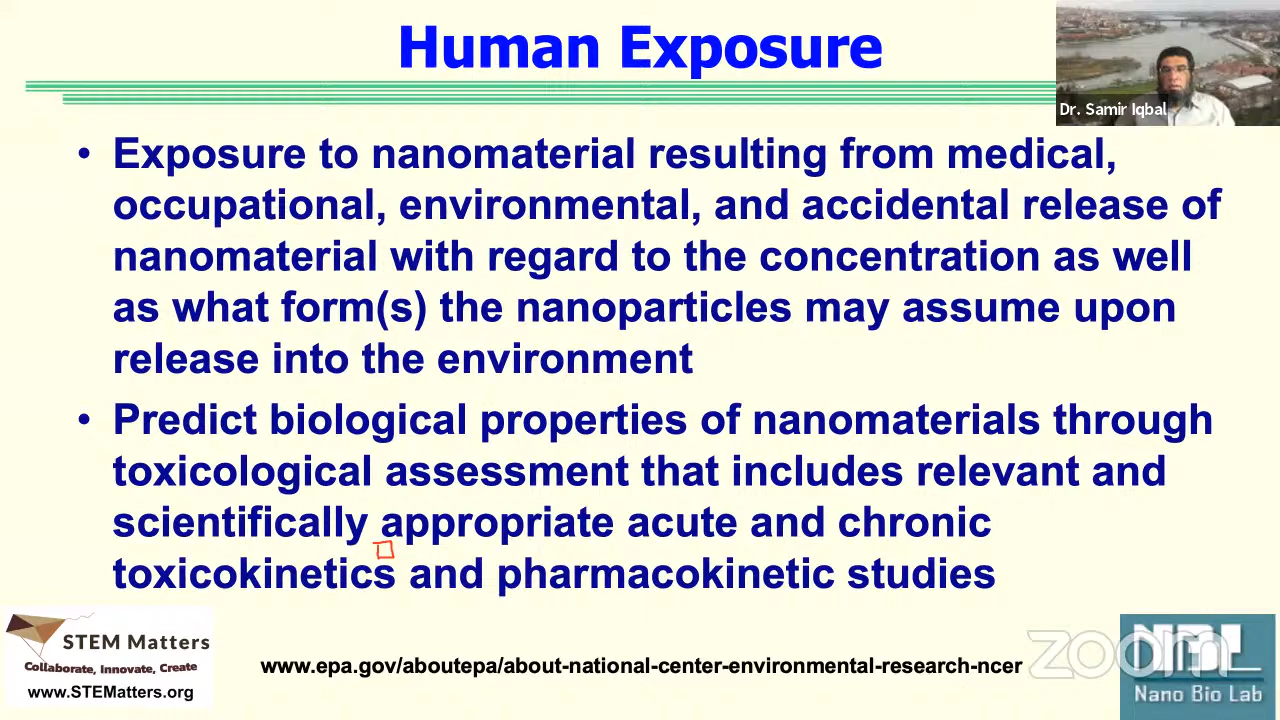 Human Exposure
Dr. Samir Iqbal
• Exposure to nanomaterial resulting from medical,
occupational, environmental, and accidental release of
nanomaterial with regard to the concentration as well
as what form(s) the nanoparticles may assume upon
release into the environment
• Predict biological properties of nanomaterials through
toxicological assessment that includes relevant and
scientifically appropriate acute and chronic
toxicokinetics and pharmacokinetic studies
STEM Matters
Collaborate, Innovate, Create
www.STEMatters.org
www.epa.gov/aboutepa/about-national-center-environmental-research-ncer
zoom
NBL
Nano Bio Lab